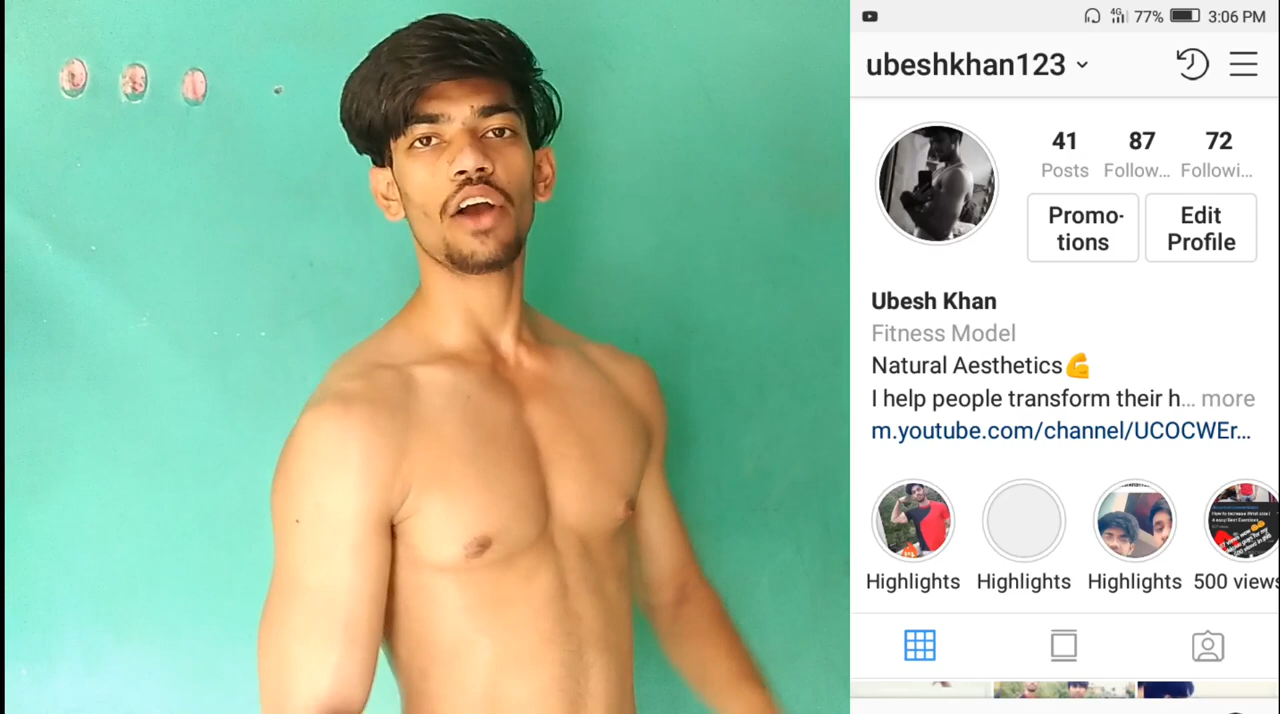 4G 77% 3:06 PM
ubeshkhan123
41 87 72
Posts Follow... Followi...
Promo-
tions
Edit
Profile
Ubesh Khan
Fitness Model
Natural Aesthetics💪
I help people transform their h... more
m.youtube.com/channel/UCOCWEr...
Highlights Highlights Highlights 500 views